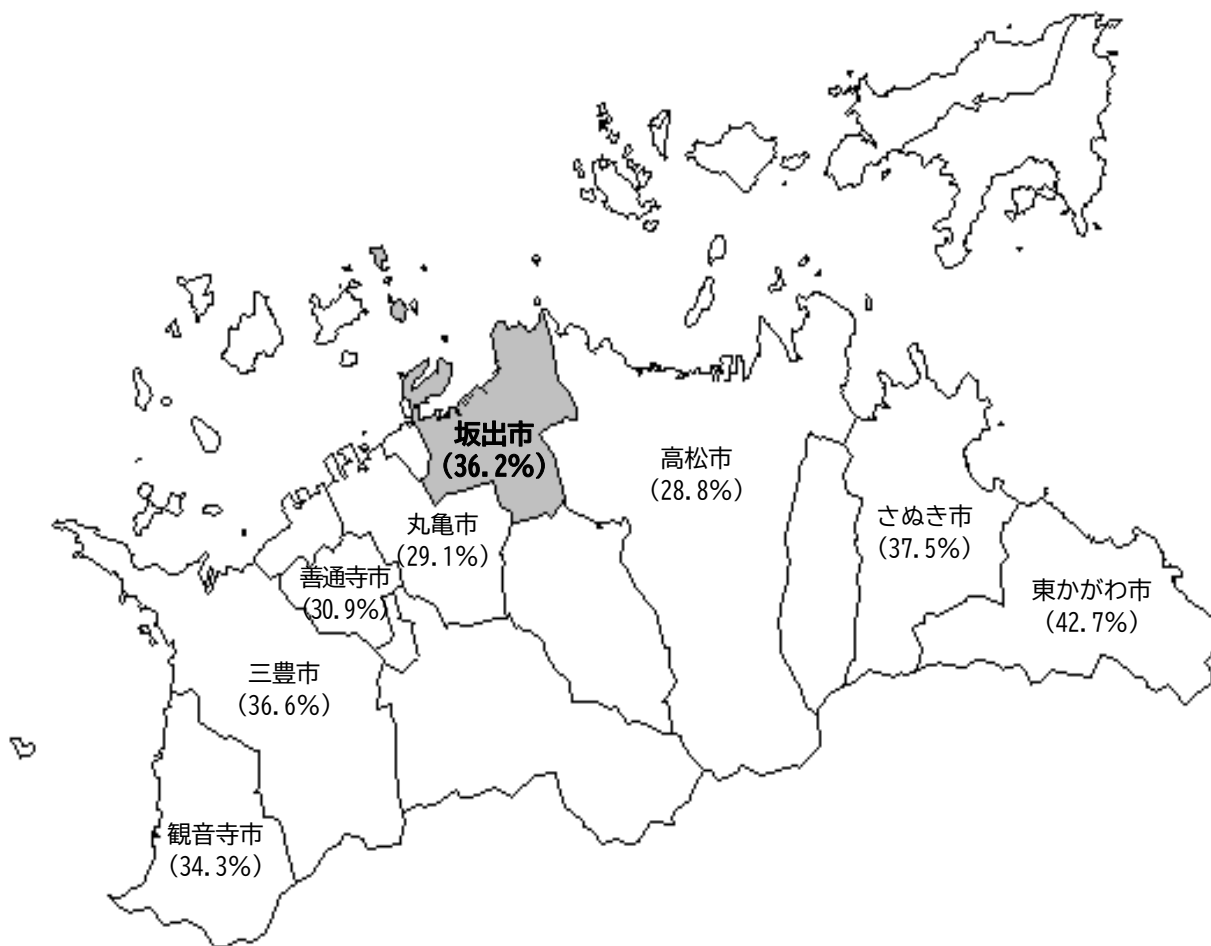 坂出市
(36.2%)
高松市
(28.8%)
丸亀市
(29.1%)
さぬき市
(37.5%)
善通寺市
(30.9%)
東かがわ市
(42.7%)
三豊市
(36.6%)
観音寺市
(34.3%)